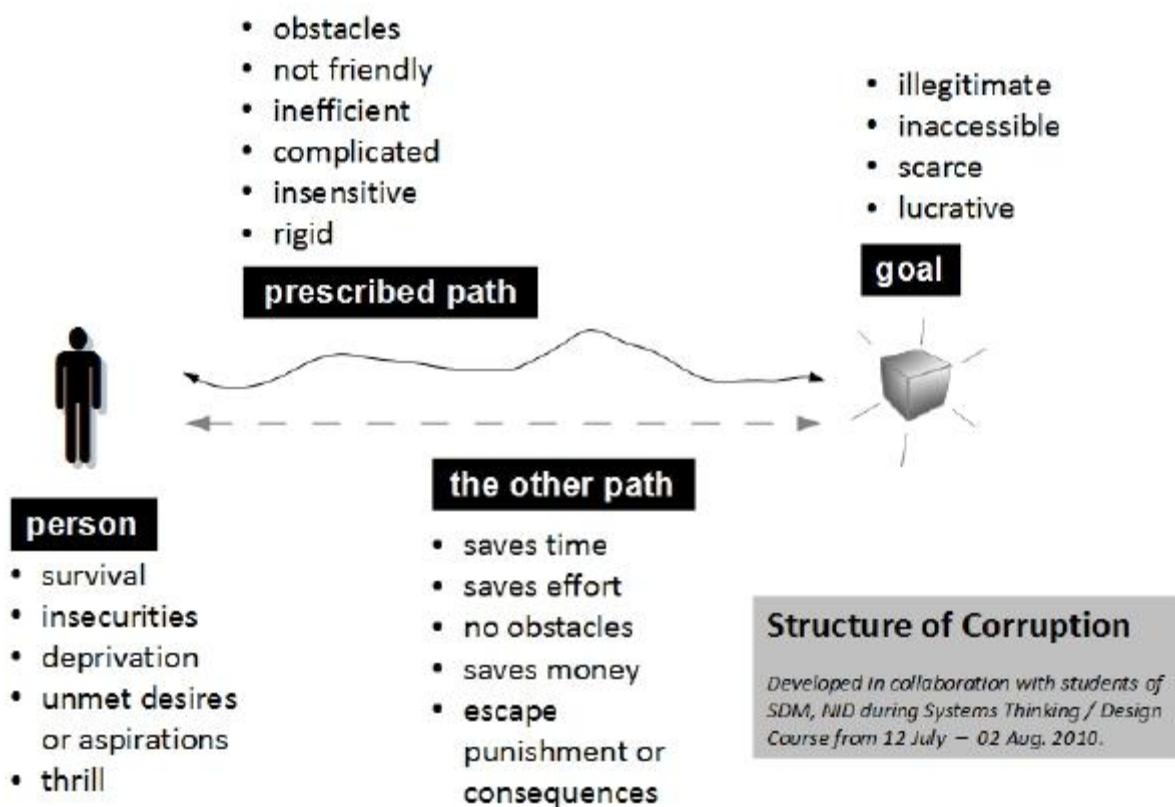 • obstacles
• not friendly
• inefficient
• complicated
• insensitive
• rigid
prescribed path
• illegitimate
• inaccessible
• scarce
• lucrative
goal
person
• survival
• insecurities
• deprivation
• unmet desires
or aspirations
• thrill
the other path
• saves time
• saves effort
• no obstacles
• saves money
• escape
punishment or
consequences
Structure of Corruption
Developed in collaboration with students of
SDM, NID during Systems Thinking / Design
Course from 12 July – 02 Aug. 2010.